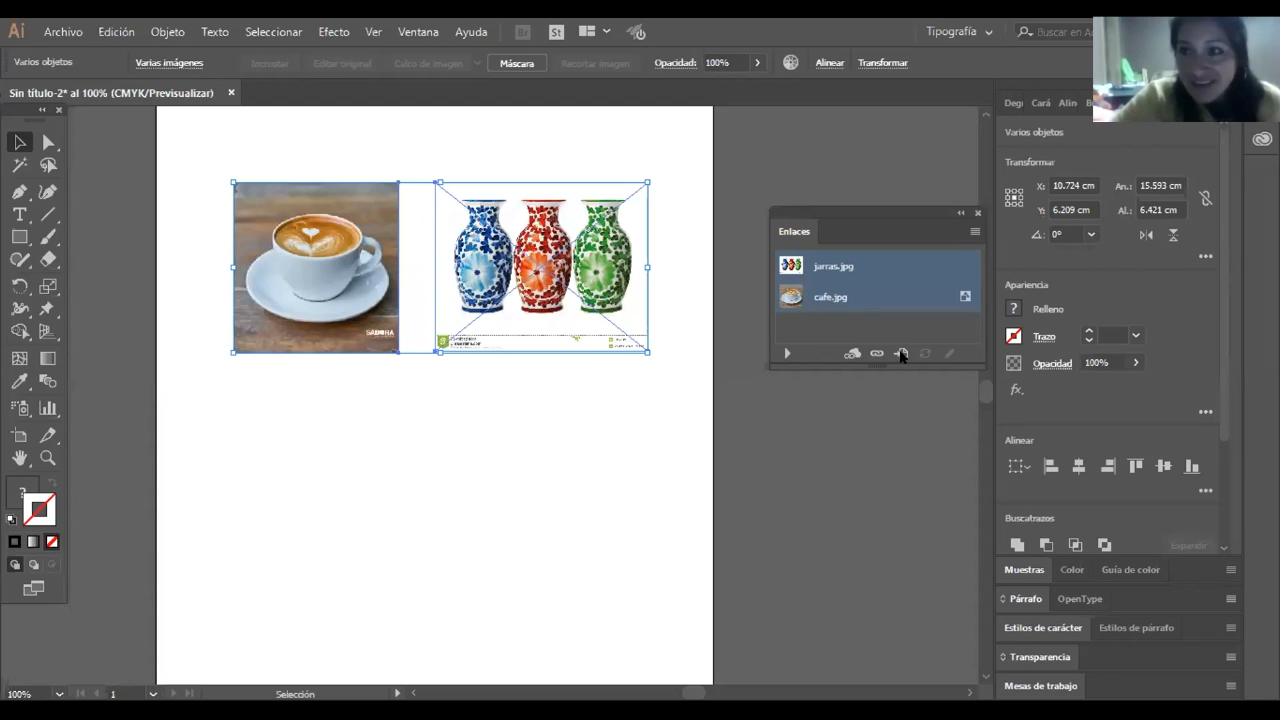 Ai Archivo Edición Objeto Texto Seleccionar Efecto Ver Ventana Ayuda Br St Tipografía Buscar en
Varios objetos Varias imágenes Incrustar Editar original Calco de imagen Máscara Recortar imagen Opacidad: 100% Alinear Transformar
Sin título-2* al 100% (CMYK/Previsualizar)
Cará Alin
Varios objetos
Transformar
X: 10.724 cm An.: 15.593 cm
Y: 6.209 cm Al.: 6.421 cm
0°
Enlaces
jarras.jpg
cafe.jpg
SABORA
Apariencia
? Relleno
Trazo
Opacidad 100%
fx.
Alinear
Buscatrazos
Expandir
Muestras Color Guía de color
Párrafo OpenType
Estilos de carácter Estilos de párrafo
Transparencia
Mesas de trabajo
?
100% 1 Selección